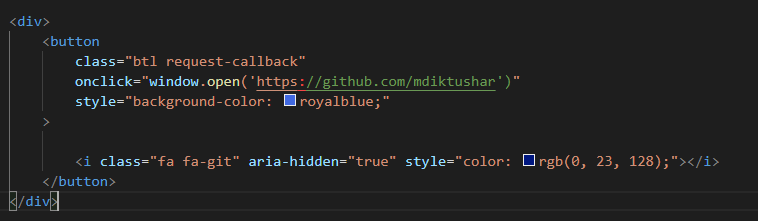 <div>
<button
class="btl request-callback"
onclick="window.open('https://github.com/mdiktushar')"
style="background-color: royalblue;"
>
<i class="fa fa-git" aria-hidden="true" style="color: rgb(0, 23, 128);"></i>
</button>
</div>